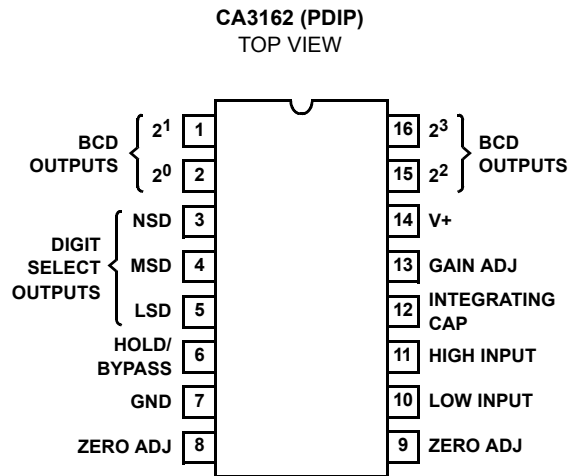 CA3162 (PDIP)
TOP VIEW
BCD
OUTPUTS
2¹ 1
2⁰ 2
DIGIT
SELECT
OUTPUTS
NSD 3
MSD 4
LSD 5
HOLD/
BYPASS 6
GND 7
ZERO ADJ 8
16 2³
15 2²
BCD
OUTPUTS
14 V+
13 GAIN ADJ
12 INTEGRATING
CAP
11 HIGH INPUT
10 LOW INPUT
9 ZERO ADJ